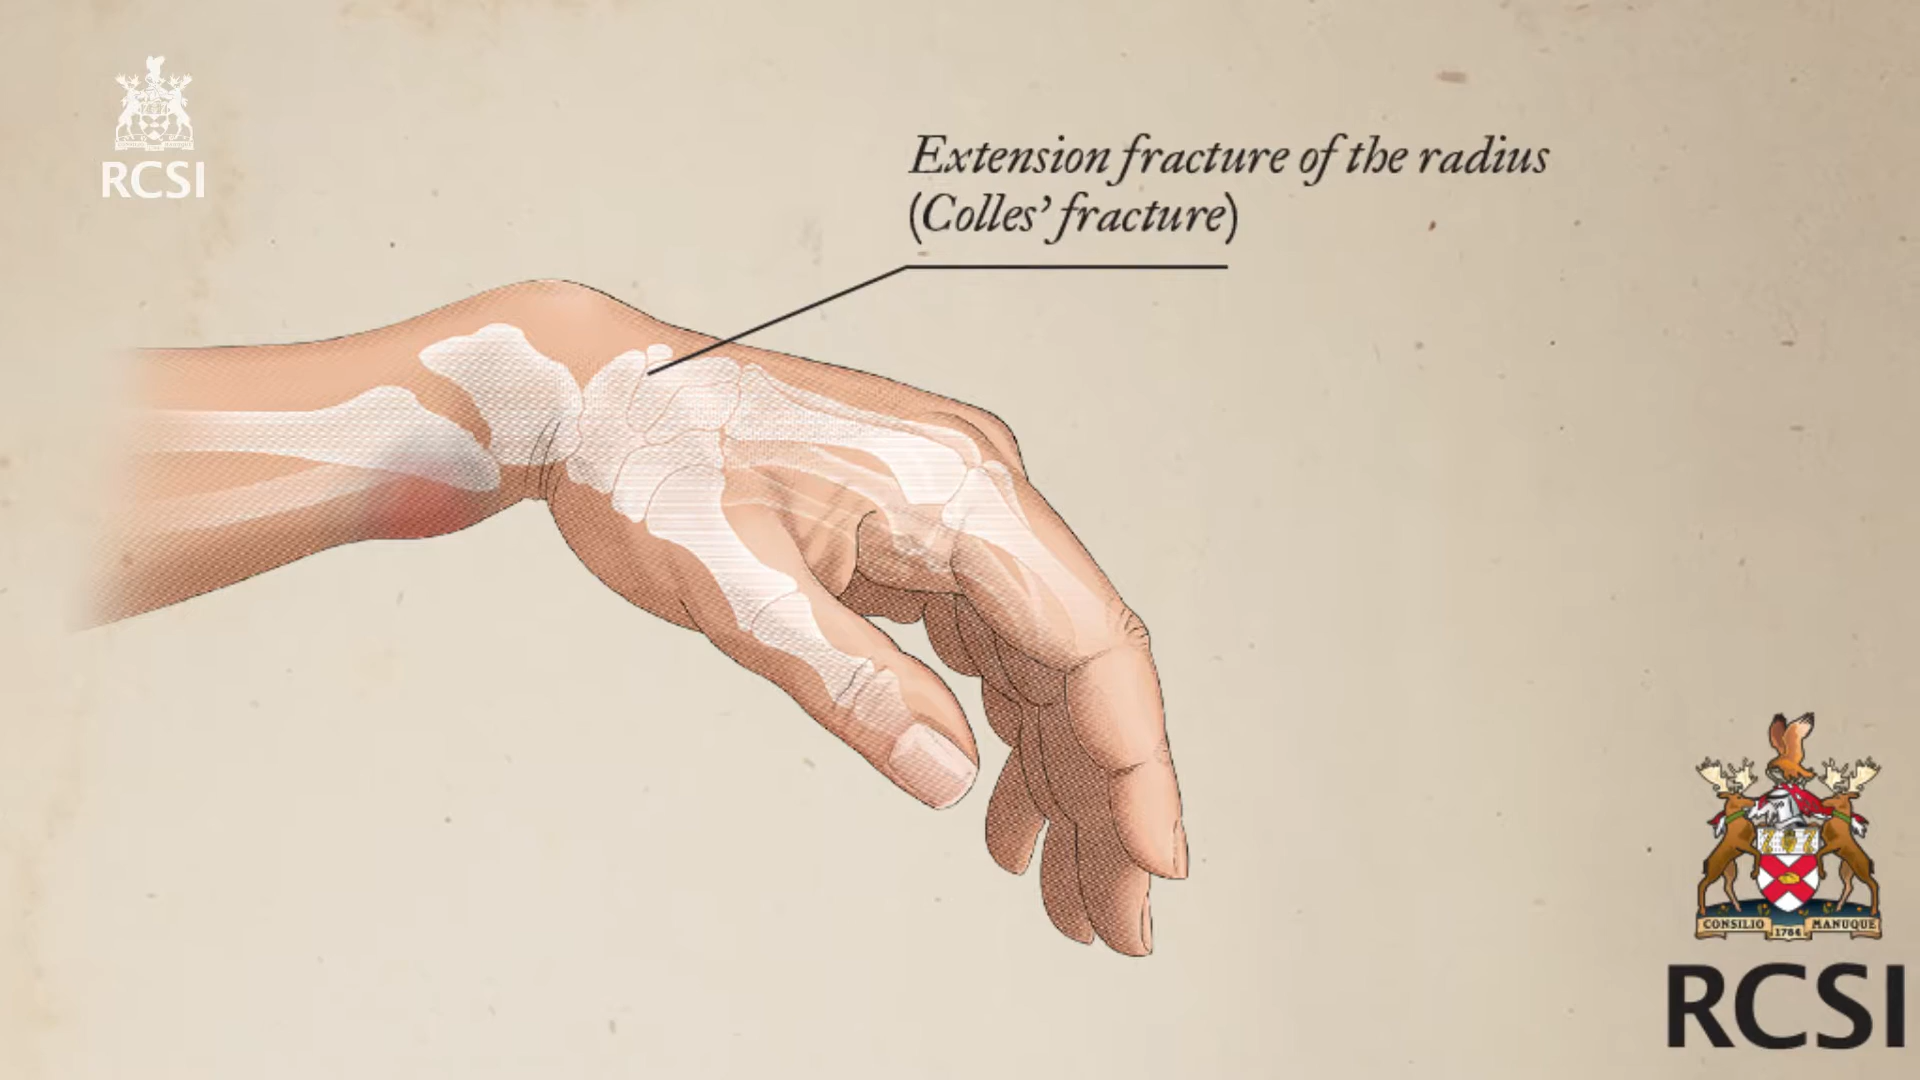 RCSI
Extension fracture of the radius
(Colles’ fracture)
CONSILIO 1784 MANUQUE
RCSI